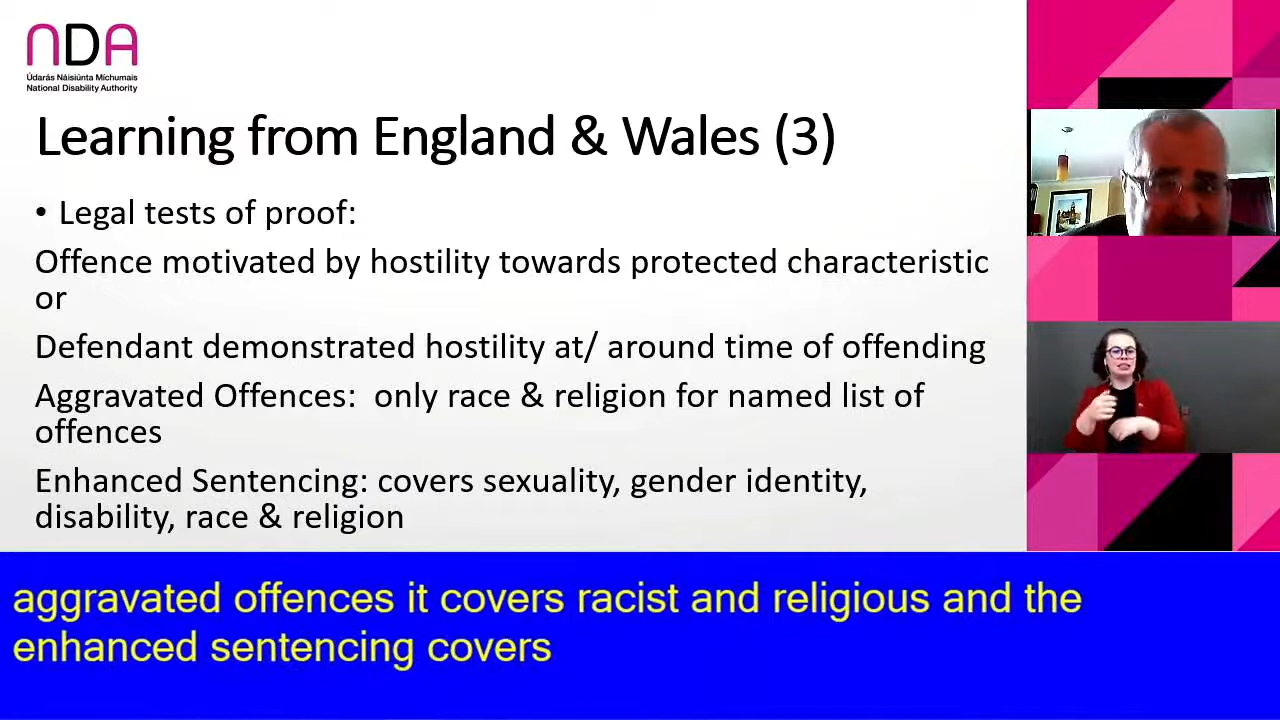 NDA
Údarás Náisiúnta Míchumais
National Disability Authority
Learning from England & Wales (3)
• Legal tests of proof:
Offence motivated by hostility towards protected characteristic
or
Defendant demonstrated hostility at/ around time of offending
Aggravated Offences:  only race & religion for named list of
offences
Enhanced Sentencing: covers sexuality, gender identity,
disability, race & religion
aggravated offences it covers racist and religious and the
enhanced sentencing covers